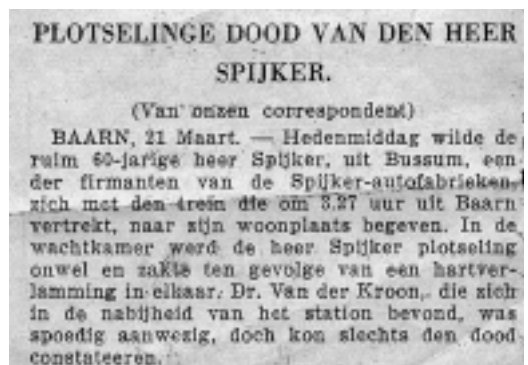 PLOTSELINGE DOOD VAN DEN HEER
SPIJKER.
(Van onzen correspondent)
BAARN, 21 Maart. — Hedenmiddag wilde de
ruim 60-jarige heer Spijker, uit Bussum, een
der firmanten van de Spijker-autofabrieken,
zich met den trein die om 3.27 uur uit Baarn
vertrekt, naar zijn woonplaats begeven. In de
wachtkamer werd de heer Spijker plotseling
onwel en zakte ten gevolge van een hartver-
lamming in elkaar. Dr. Van der Kroon, die zich
in de nabijheid van het station bevond, was
spoedig aanwezig, doch kon slechts den dood
constateeren.